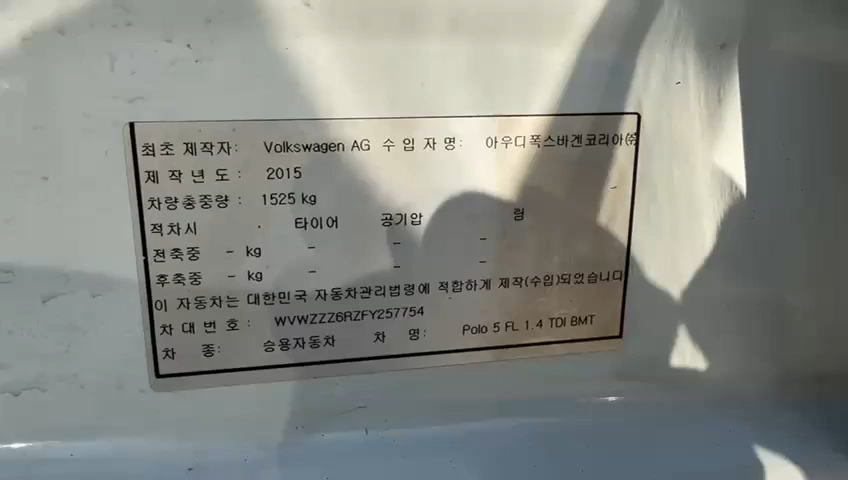 최초 제작자: Volkswagen AG 수 입 자 명: 아우디폭스바겐코리아(주)
제 작 년 도 : 2015
차량총중량 : 1525 kg
적차시 . 타이어 공기압 림
전축중 - kg - - -
후축중 - kg - - -
이 자동차는 대한민국 자동차관리법령에 적합하게 제작(수입)되었습니다
차 대 번 호 : WVWZZZ6RZFY257754
차 종: 승용자동차 차 명: Polo 5 FL 1.4 TDI BMT